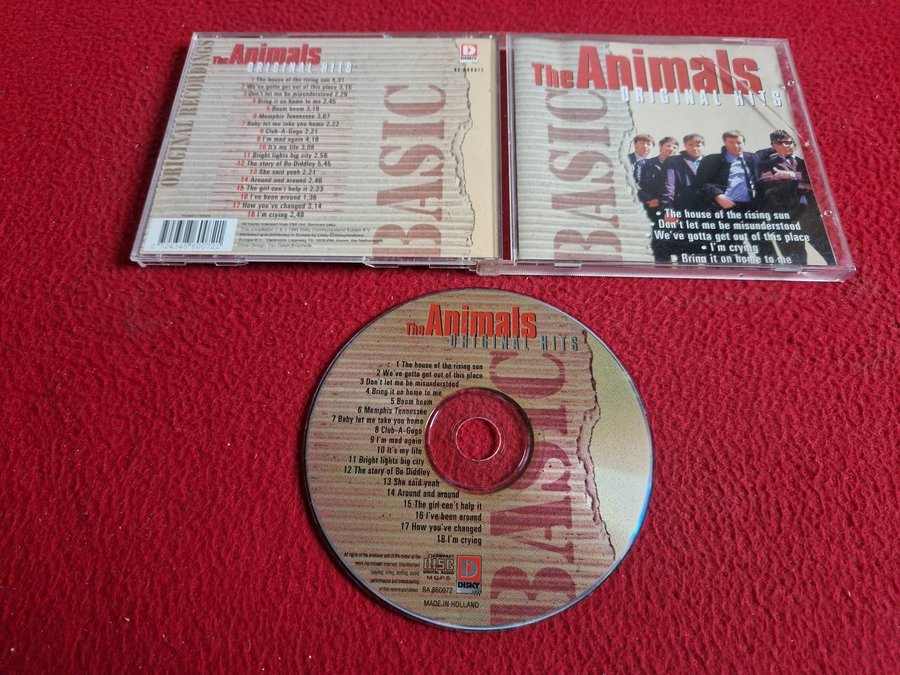 ORIGINAL RECORDINGS
The Animals
ORIGINAL HITS
DISKY
1 The house of the rising sun 4.31
2 We've gotta get out of this place 3.15
3 Don't let me be misunderstood 2.28
4 Bring it on home to me 2.45
5 Boom boom 3.19
6 Memphis Tennessee 3.07
7 Baby let me take you home 2.22
8 Club-A-Gogo 2.21
9 I'm mad again 4.18
10 It's my life 3.08
11 Bright lights big city 2.56
12 The story of Bo Diddley 5.45
13 She said yeah 2.21
14 Around and around 2.46
15 The girl can't help it 2.23
16 I've been around 1.36
17 How you've changed 3.14
18 I'm crying 2.48
BASIC
The Animals
ORIGINAL HITS
BASIC
• The house of the rising sun
• Don't let me be misunderstood
We've gotta get out of this place
• I'm crying
Bring it on home to me
The Animals
ORIGINAL HITS
1 The house of the rising sun
2 We've gotta get out of this place
3 Don't let me be misunderstood
4 Bring it on home to me
5 Boom boom
6 Memphis Tennessee
7 Baby let me take you home
8 Club-A-Gogo
9 I'm mad again
10 It's my life
11 Bright lights big city
12 The story of Bo Diddley
13 She said yeah
14 Around and around
15 The girl can't help it
16 I've been around
17 How you've changed
18 I'm crying
BASIC
COMPACT
disc
DIGITAL AUDIO
M.C.P.S
DISKY
BA 860072
MADE IN HOLLAND